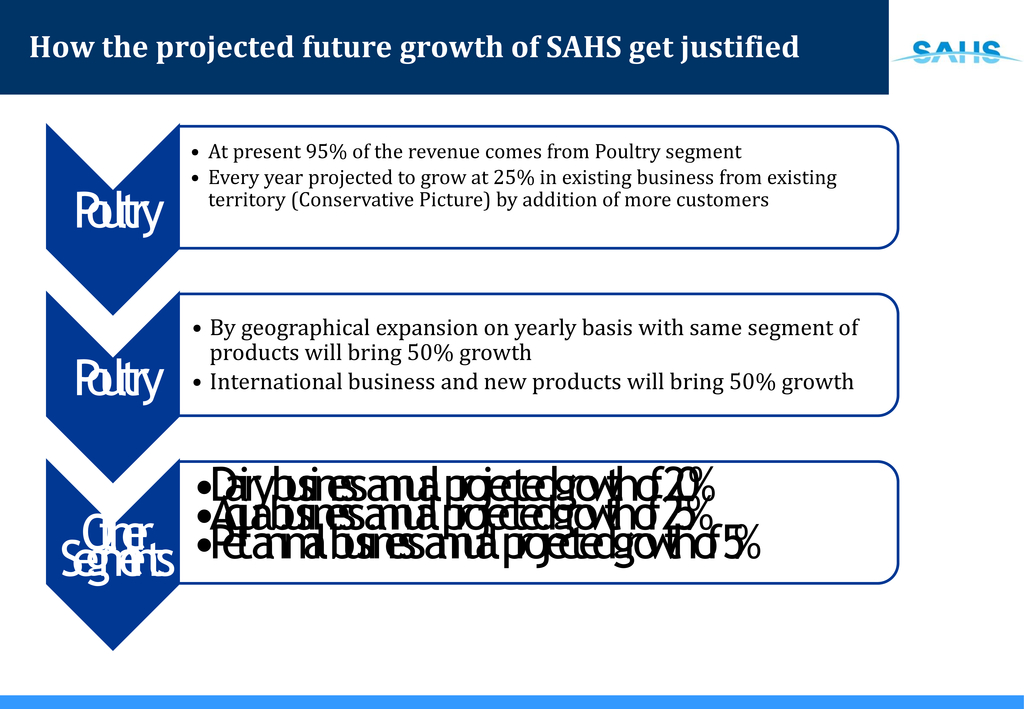 How the projected future growth of SAHS get justified
SAHS
Poultry
• At present 95% of the revenue comes from Poultry segment
• Every year projected to grow at 25% in existing business from existing
territory (Conservative Picture) by addition of more customers
Poultry
• By geographical expansion on yearly basis with same segment of
products will bring 50% growth
• International business and new products will bring 50% growth
Other
Segments
• Dairy business annual projected growth of 20%
• Aqua business annual projected growth of 25%
• Pet animal business annual projected growth of 5%